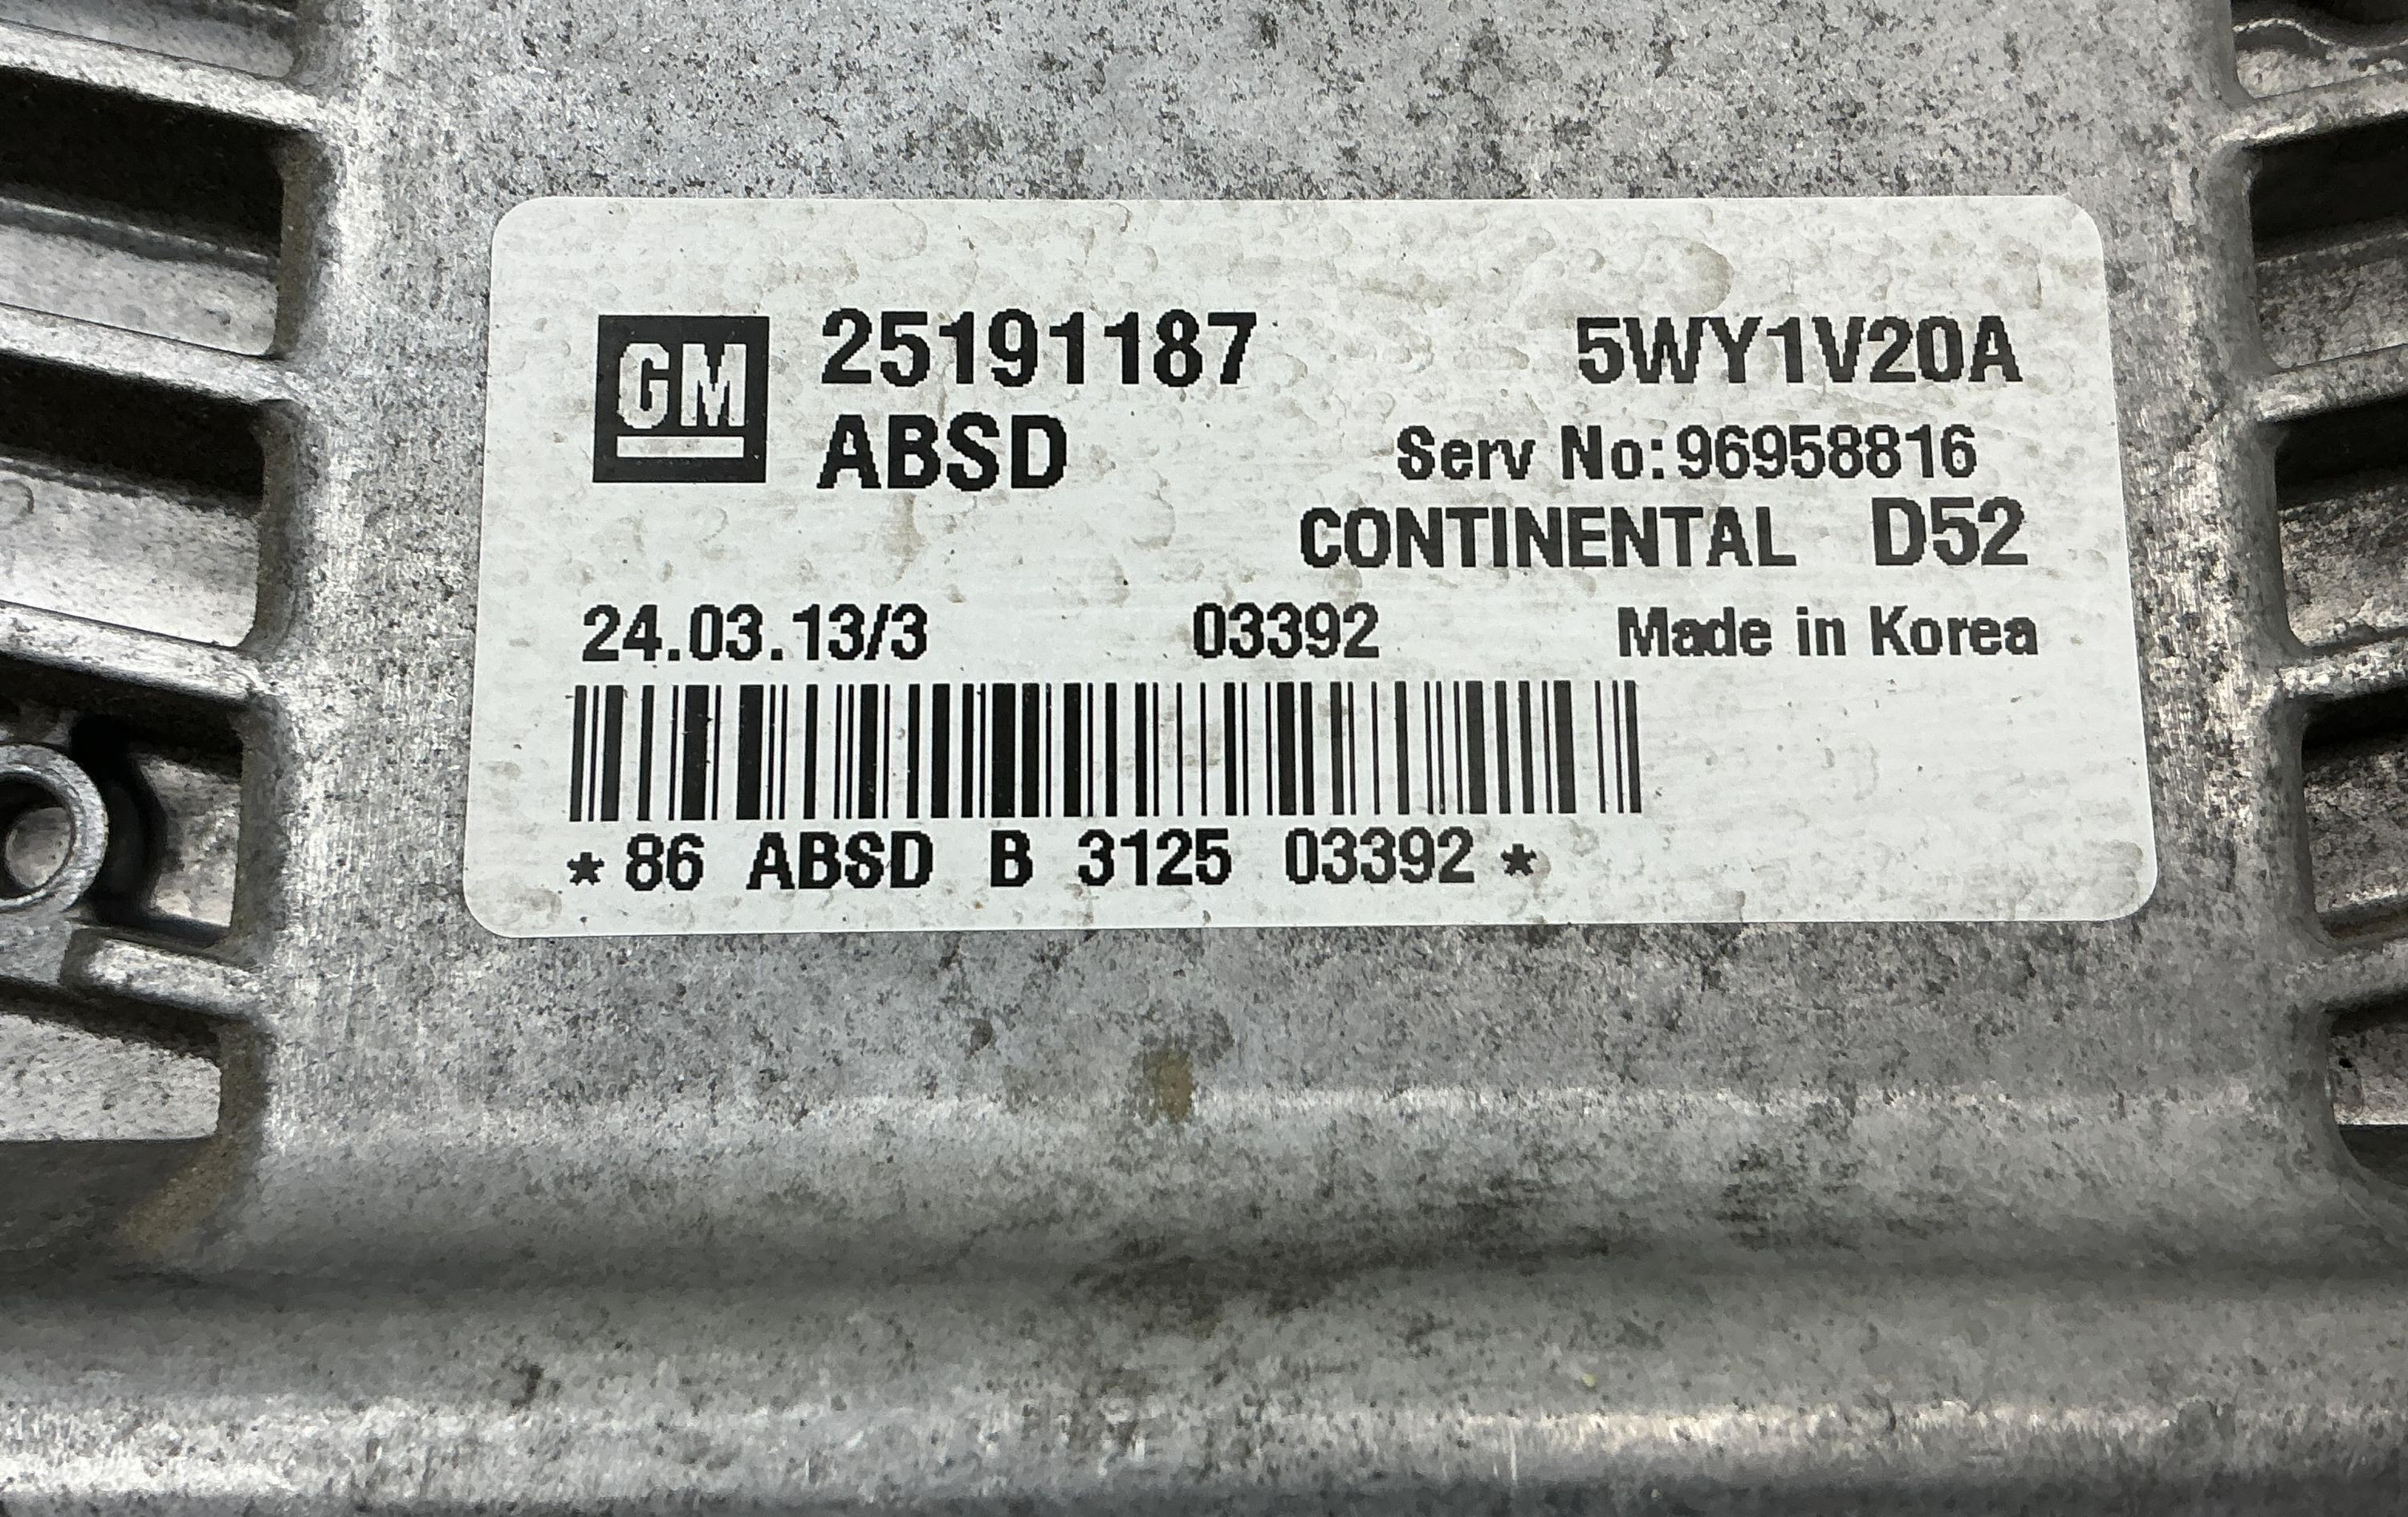 GM 25191187 5WY1V20A
ABSD Serv No:96958816
CONTINENTAL D52
24.03.13/3 03392 Made in Korea
*86 ABSD B 3125 03392*